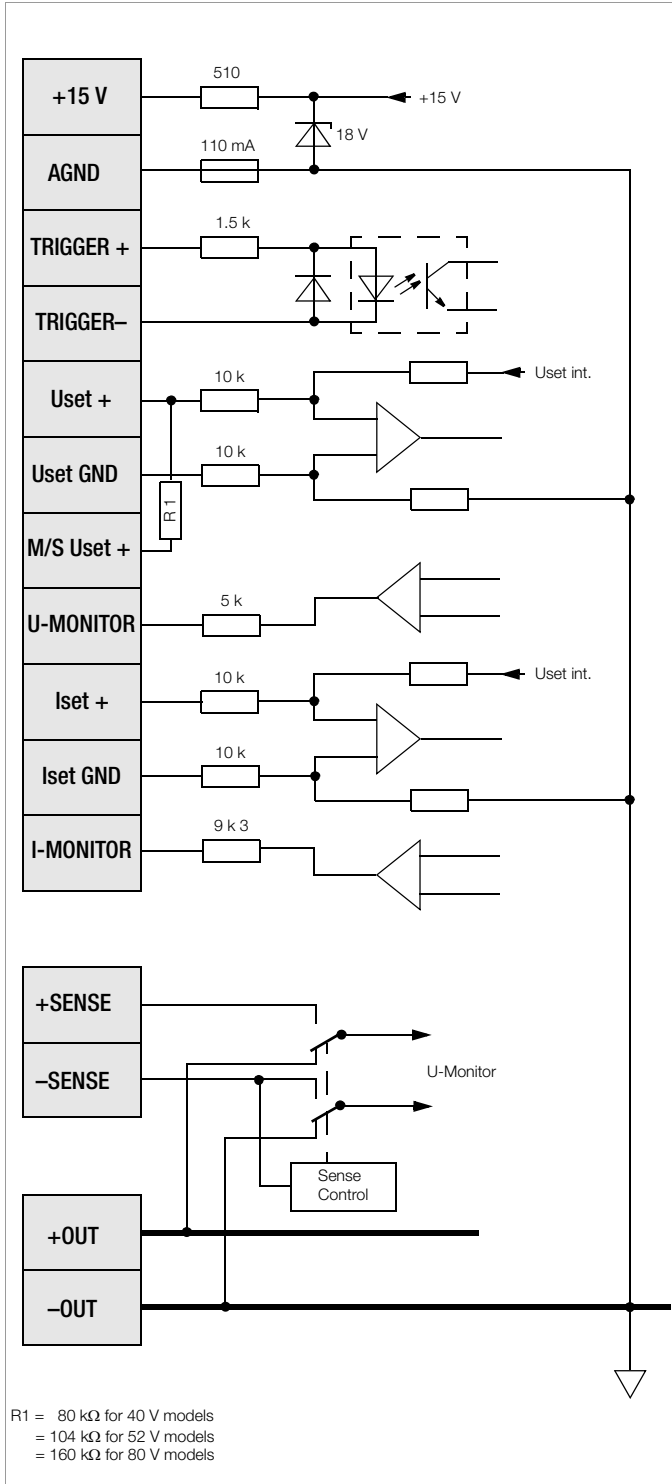 510
+15 V
+15 V
18 V
110 mA
AGND
1.5 k
TRIGGER +
TRIGGER–
10 k
Uset int.
Uset +
10 k
Uset GND
R 1
M/S Uset +
5 k
U-MONITOR
10 k
Uset int.
Iset +
10 k
Iset GND
9 k 3
I-MONITOR
+SENSE
–SENSE
U-Monitor
Sense
Control
+OUT
–OUT
R1 = 80 kΩ for 40 V models
= 104 kΩ for 52 V models
= 160 kΩ for 80 V models